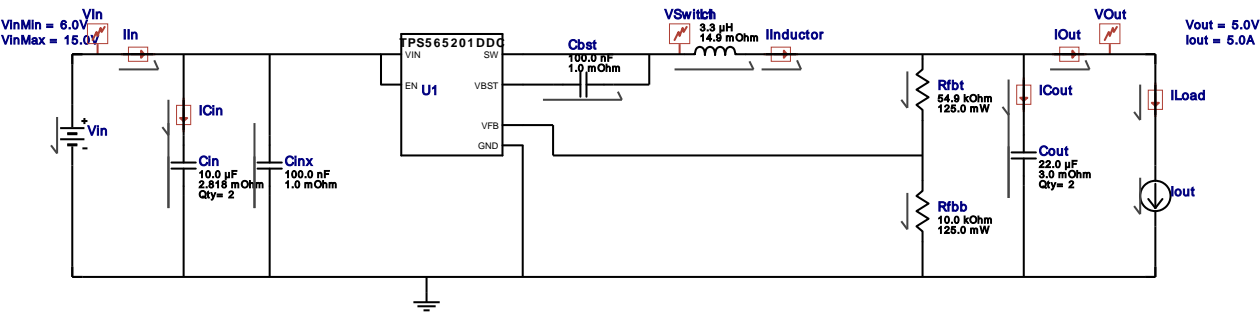 VinMin = 6.0V
VinMax = 15.0V
Vin
IIn
Vin
+
-
ICin
Cin
10.0 µF
2.818 mOhm
Qty= 2
Cinx
100.0 nF
1.0 mOhm
TPS565201DDC
VIN
SW
EN
U1
VBST
VFB
GND
Cbst
100.0 nF
1.0 mOhm
VSwitch
3.3 µH
14.9 mOhm
IInductor
Rfbt
54.9 kOhm
125.0 mW
Rfbb
10.0 kOhm
125.0 mW
ICout
Cout
22.0 µF
3.0 mOhm
Qty= 2
IOut
VOut
ILoad
Iout
Vout = 5.0V
Iout = 5.0A